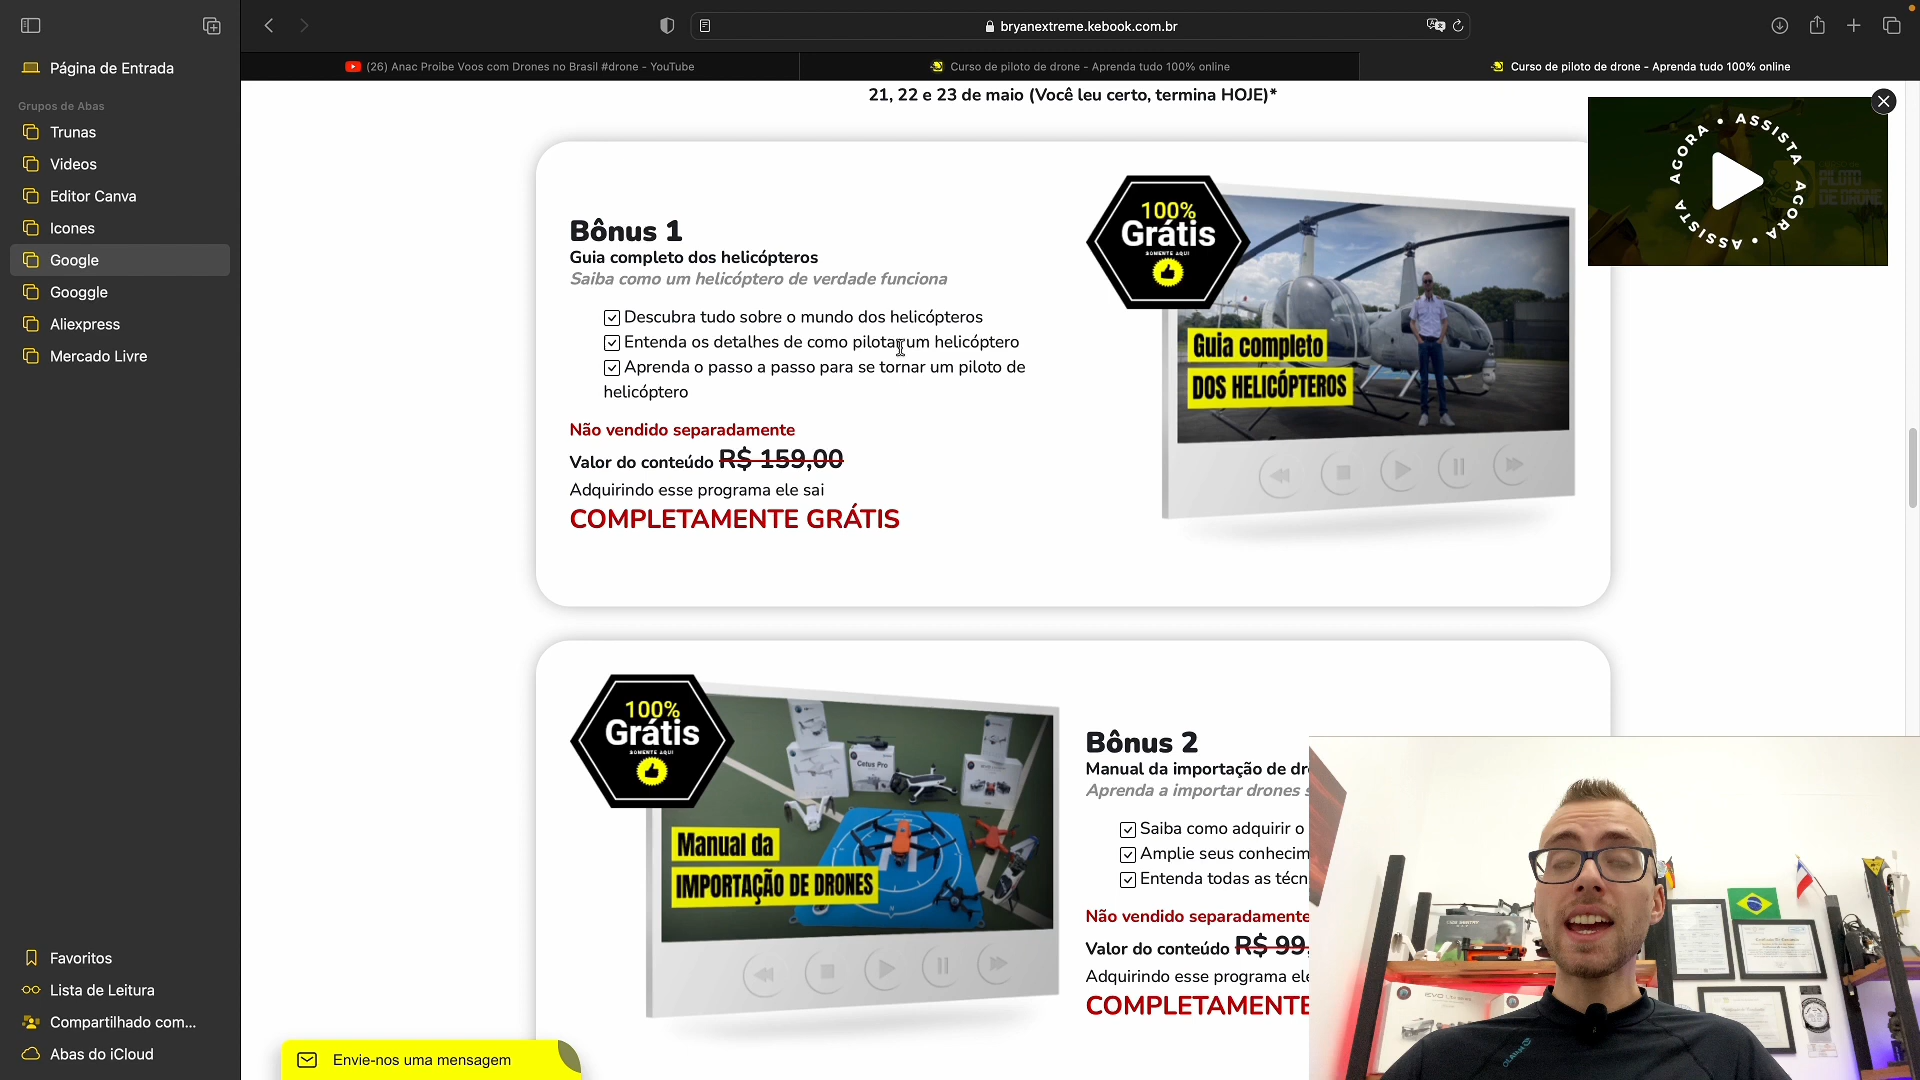 bryanextreme.kebook.com.br
(26) Anac Proibe Voos com Drones no Brasil #drone - YouTube
Curso de piloto de drone - Aprenda tudo 100% online
Curso de piloto de drone - Aprenda tudo 100% online
Página de Entrada
Grupos de Abas
Trunas
Videos
Editor Canva
Icones
Google
Googgle
Aliexpress
Mercado Livre
Favoritos
Lista de Leitura
Compartilhado com...
Abas do iCloud
21, 22 e 23 de maio (Você leu certo, termina HOJE)*
ASSISTA • AGORA • ASSISTA • AGORA •
PILOTO
DE DRONE
Bônus 1
Guia completo dos helicópteros
Saiba como um helicóptero de verdade funciona
Descubra tudo sobre o mundo dos helicópteros
Entenda os detalhes de como pilotar um helicóptero
Aprenda o passo a passo para se tornar um piloto de
helicóptero
Não vendido separadamente
Valor do conteúdo R$ 159,00
Adquirindo esse programa ele sai
COMPLETAMENTE GRÁTIS
100%
Grátis
SOMENTE AQUI
Guia completo
DOS HELICÓPTEROS
100%
Grátis
SOMENTE AQUI
Cetus Pro
Manual da
IMPORTAÇÃO DE DRONES
Bônus 2
Manual da importação de dr
Aprenda a importar drones s
Saiba como adquirir o
Amplie seus conhecim
Entenda todas as técn
Não vendido separadamente
Valor do conteúdo R$ 99,
Adquirindo esse programa ele
COMPLETAMENTE
Envie-nos uma mensagem